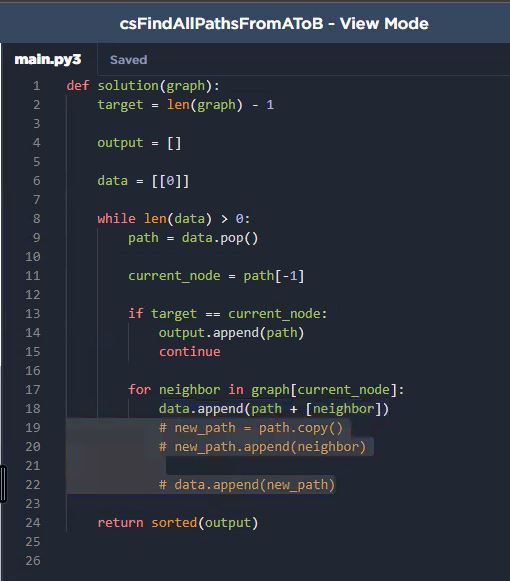 csFindAllPathsFromAToB - View Mode
main.py3 Saved
1 def solution(graph):
2 target = len(graph) - 1
3
4 output = []
5
6 data = [[0]]
7
8 while len(data) > 0:
9 path = data.pop()
10
11 current_node = path[-1]
12
13 if target == current_node:
14 output.append(path)
15 continue
16
17 for neighbor in graph[current_node]:
18 data.append(path + [neighbor])
19 # new_path = path.copy()
20 # new_path.append(neighbor)
21
22 # data.append(new_path)
23
24 return sorted(output)
25
26